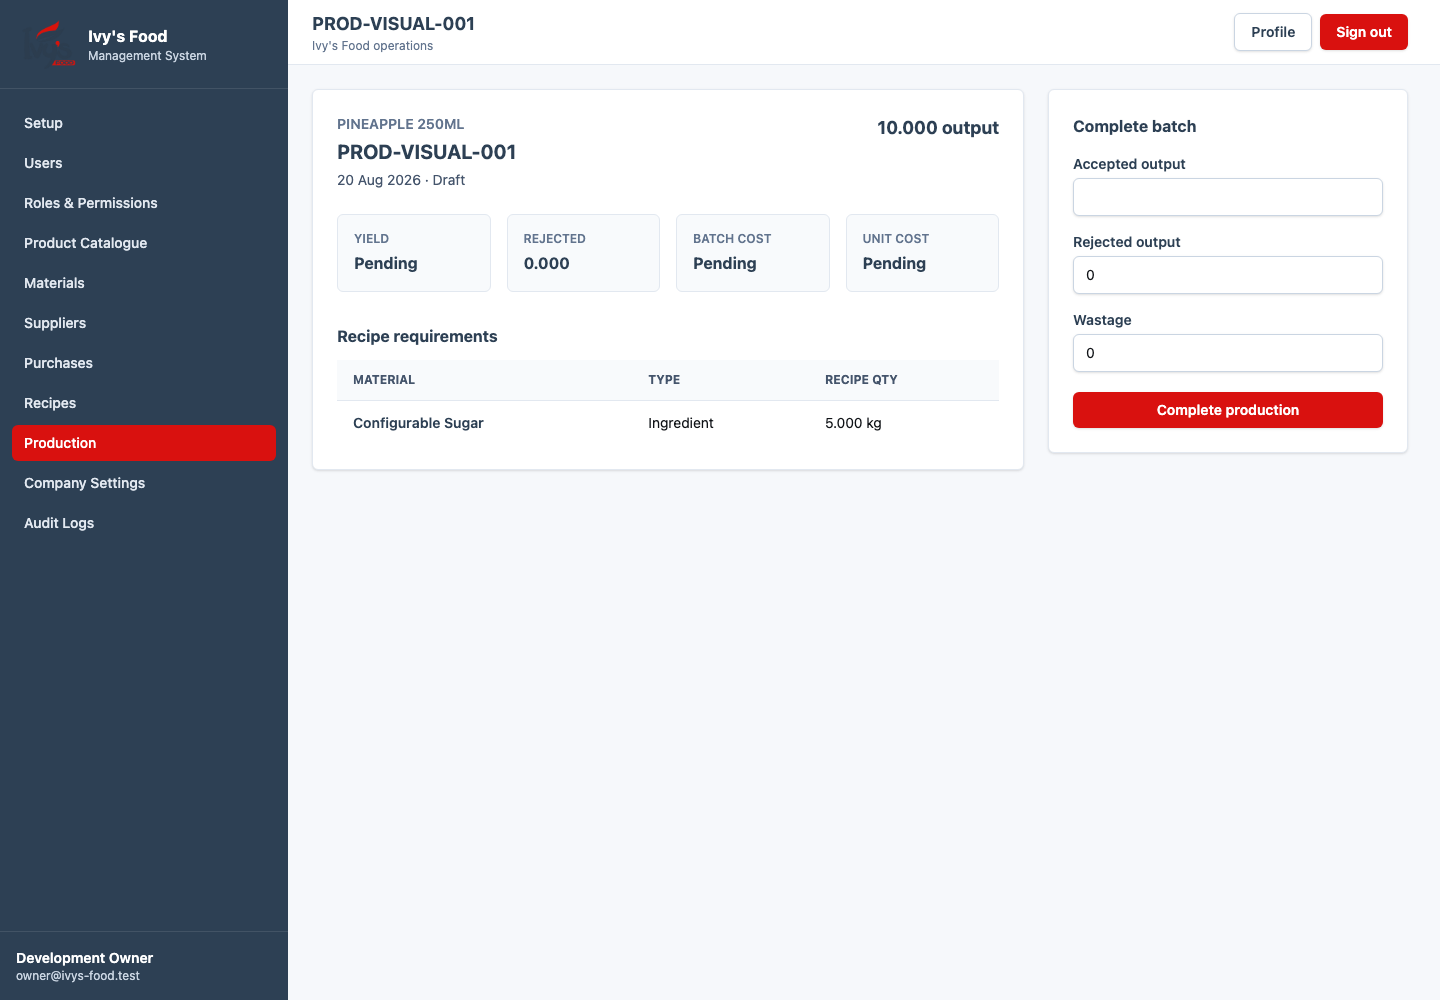 Ivy's Food
Management System
Setup
Users
Roles & Permissions
Product Catalogue
Materials
Suppliers
Purchases
Recipes
Production
Company Settings
Audit Logs
Development Owner
owner@ivys-food.test
PROD-VISUAL-001
Ivy's Food operations
Profile
Sign out
PINEAPPLE 250ML
10.000 output
PROD-VISUAL-001
20 Aug 2026 · Draft
YIELD
Pending
REJECTED
0.000
BATCH COST
Pending
UNIT COST
Pending
Recipe requirements
MATERIAL TYPE RECIPE QTY
Configurable Sugar Ingredient 5.000 kg
Complete batch
Accepted output
Rejected output
0
Wastage
0
Complete production